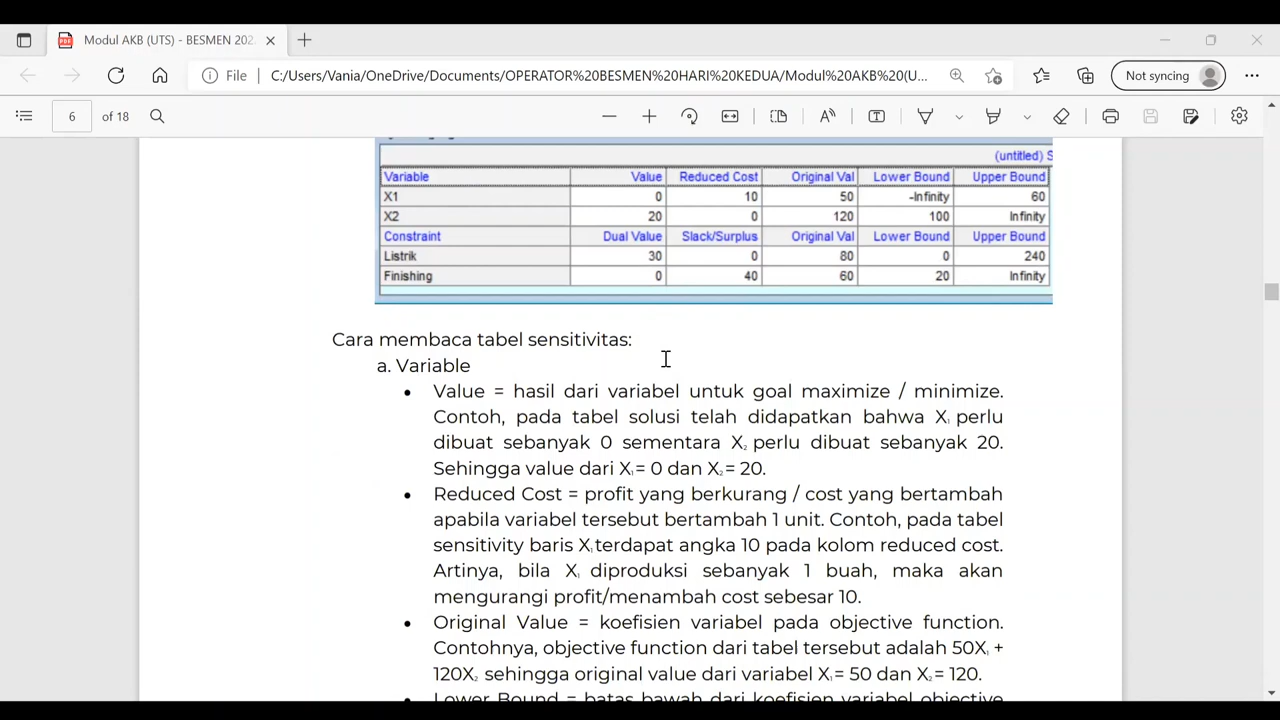 Modul AKB (UTS) - BESMEN 202
File C:/Users/Vania/OneDrive/Documents/OPERATOR%20BESMEN%20HARI%20KEDUA/Modul%20AKB%20(U... Not syncing
6 of 18
(untitled) S
Variable Value Reduced Cost Original Val Lower Bound Upper Bound
X1 0 10 50 -Infinity 60
X2 20 0 120 100 Infinity
Constraint Dual Value Slack/Surplus Original Val Lower Bound Upper Bound
Listrik 30 0 80 0 240
Finishing 0 40 60 20 Infinity
Cara membaca tabel sensitivitas:
a. Variable
• Value = hasil dari variabel untuk goal maximize / minimize.
Contoh, pada tabel solusi telah didapatkan bahwa X₁ perlu
dibuat sebanyak 0 sementara X₂ perlu dibuat sebanyak 20.
Sehingga value dari X₁= 0 dan X₂= 20.
• Reduced Cost = profit yang berkurang / cost yang bertambah
apabila variabel tersebut bertambah 1 unit. Contoh, pada tabel
sensitivity baris X₁ terdapat angka 10 pada kolom reduced cost.
Artinya, bila X₁ diproduksi sebanyak 1 buah, maka akan
mengurangi profit/menambah cost sebesar 10.
• Original Value = koefisien variabel pada objective function.
Contohnya, objective function dari tabel tersebut adalah 50X₁ +
120X₂ sehingga original value dari variabel X₁= 50 dan X₂= 120.
• Lower Bound = batas bawah dari koefisien variabel objective